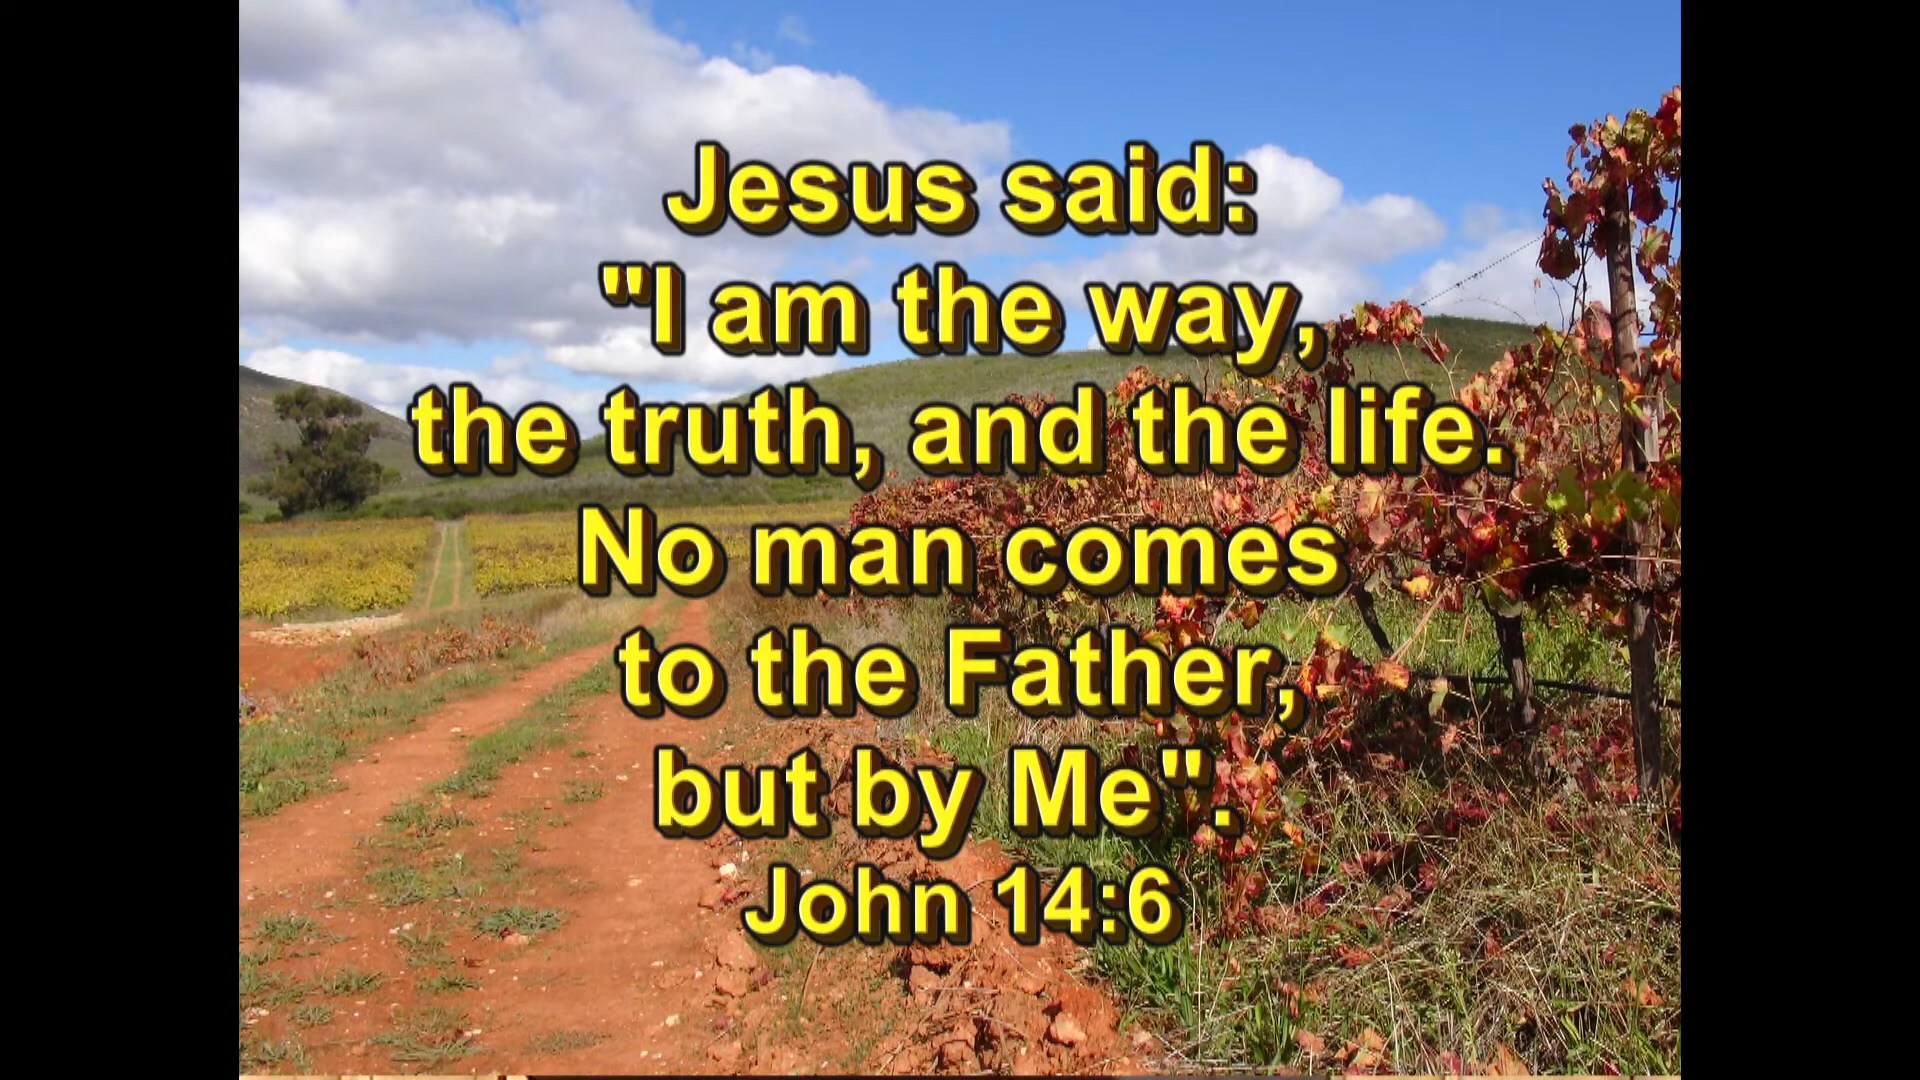 Jesus said:
"I am the way,
the truth, and the life.
No man comes
to the Father,
but by Me".
John 14:6